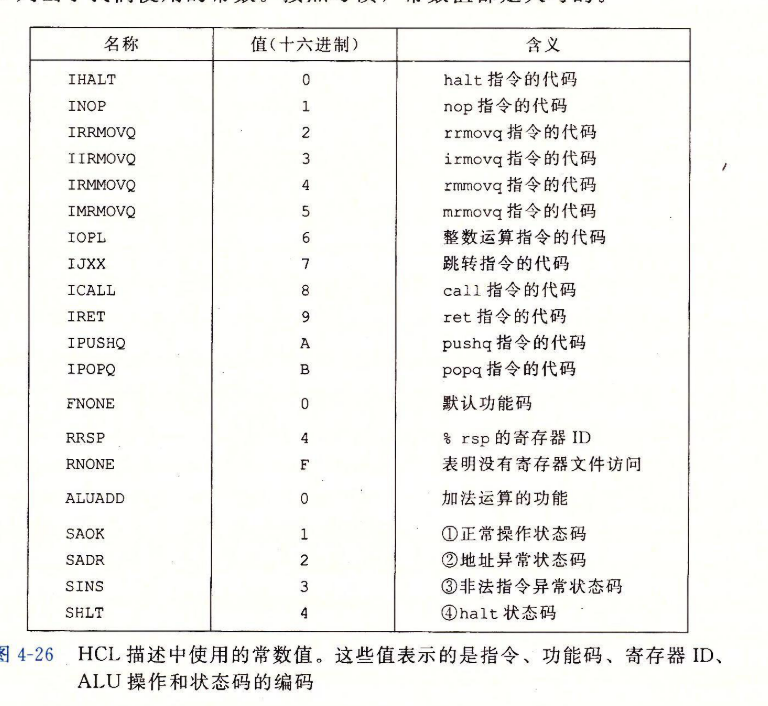 名称 值(十六进制) 含义
IHALT 0 halt 指令的代码
INOP 1 nop 指令的代码
IRRMOVQ 2 rrmovq 指令的代码
IIRMOVQ 3 irmovq 指令的代码
IRMMOVQ 4 rmmovq 指令的代码
IMRMOVQ 5 mrmovq 指令的代码
IOPL 6 整数运算指令的代码
IJXX 7 跳转指令的代码
ICALL 8 call 指令的代码
IRET 9 ret 指令的代码
IPUSHQ A pushq 指令的代码
IPOPQ B popq 指令的代码
FNONE 0 默认功能码
RRSP 4 % rsp 的寄存器 ID
RNONE F 表明没有寄存器文件访问
ALUADD 0 加法运算的功能
SAOK 1 ①正常操作状态码
SADR 2 ②地址异常状态码
SINS 3 ③非法指令异常状态码
SHLT 4 ④halt 状态码
图 4-26 HCL 描述中使用的常数值。这些值表示的是指令、功能码、寄存器 ID、
ALU 操作和状态码的编码